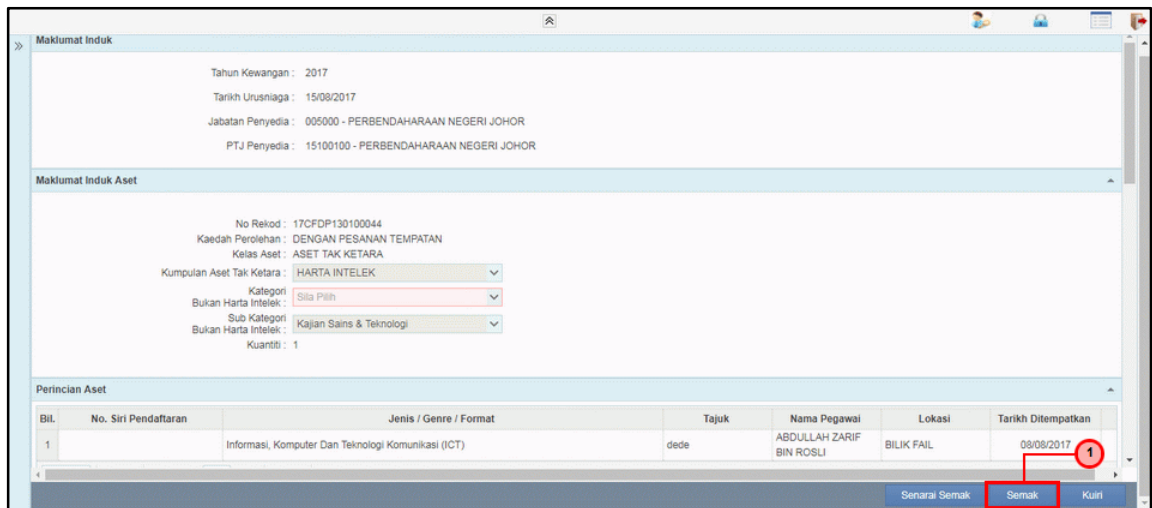 Maklumat Induk
Tahun Kewangan : 2017
Tarikh Urusniaga : 15/08/2017
Jabatan Penyedia : 005000 - PERBENDAHARAAN NEGERI JOHOR
PTJ Penyedia : 15100100 - PERBENDAHARAAN NEGERI JOHOR
Maklumat Induk Aset
No Rekod : 17CFDP130100044
Kaedah Perolehan : DENGAN PESANAN TEMPATAN
Kelas Aset : ASET TAK KETARA
Kumpulan Aset Tak Ketara : HARTA INTELEK
Kategori
Bukan Harta Intelek : Sila Pilih
Sub Kategori
Bukan Harta Intelek : Kajian Sains & Teknologi
Kuantiti : 1
Perincian Aset
Bil. No. Siri Pendaftaran Jenis / Genre / Format Tajuk Nama Pegawai Lokasi Tarikh Ditempatkan
1 Informasi, Komputer Dan Teknologi Komunikasi (ICT) dede ABDULLAH ZARIF BILIK FAIL 08/08/2017
BIN ROSLI
1
Senarai Semak Semak Kuiri